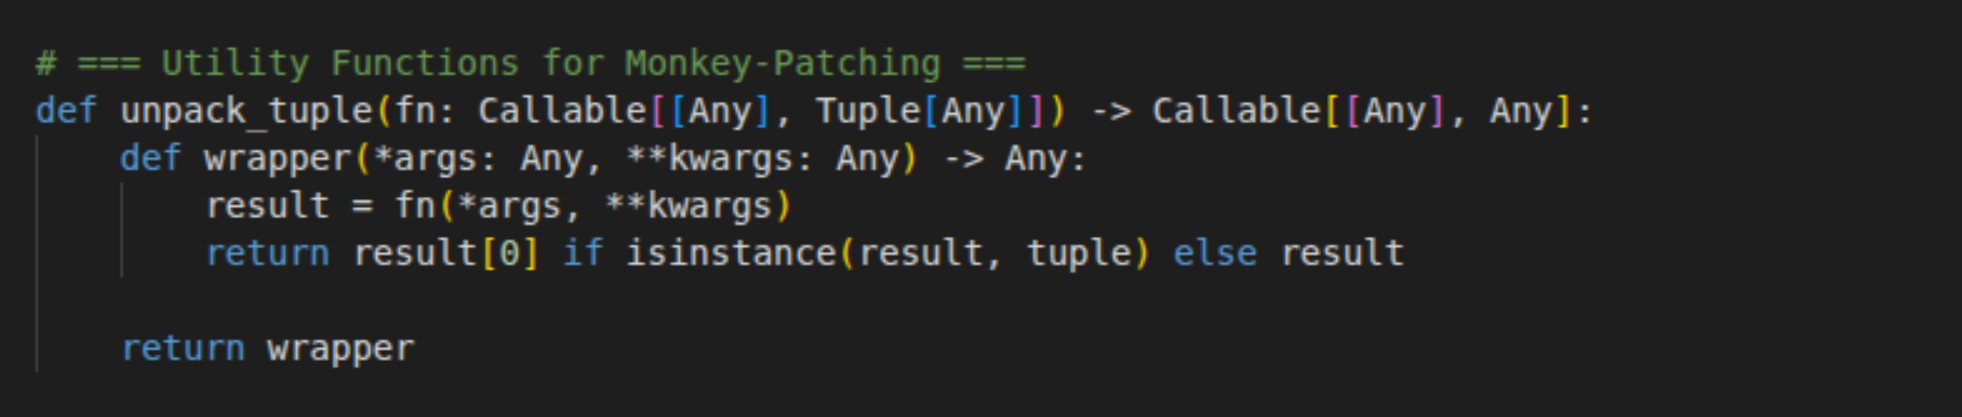 # === Utility Functions for Monkey-Patching ===
def unpack_tuple(fn: Callable[[Any], Tuple[Any]]) -> Callable[[Any], Any]:
    def wrapper(*args: Any, **kwargs: Any) -> Any:
        result = fn(*args, **kwargs)
        return result[0] if isinstance(result, tuple) else result
    return wrapper